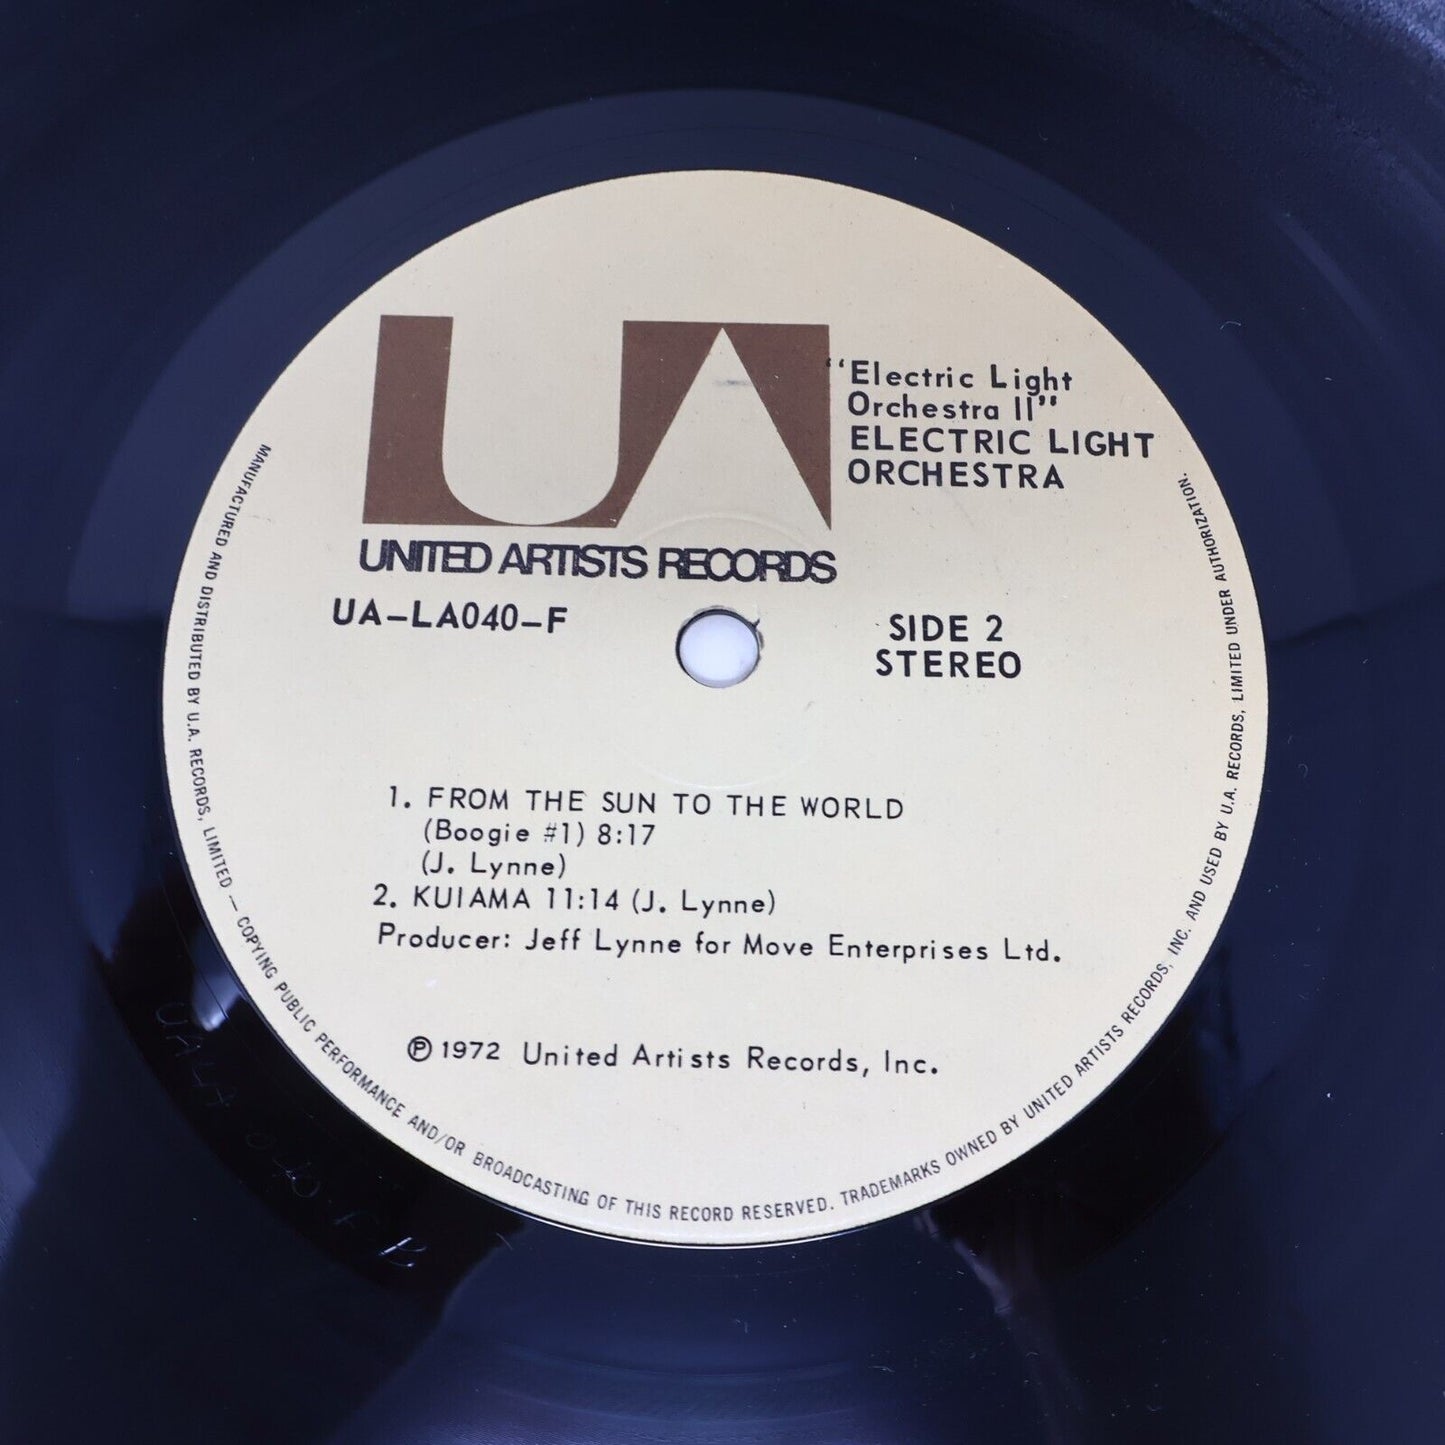 UA
"Electric Light
Orchestra II"
ELECTRIC LIGHT
ORCHESTRA
UNITED ARTISTS RECORDS
UA-LA040-F
SIDE 2
STEREO
1. FROM THE SUN TO THE WORLD
(Boogie #1) 8:17
(J. Lynne)
2. KUIAMA 11:14 (J. Lynne)
Producer: Jeff Lynne for Move Enterprises Ltd.
℗ 1972 United Artists Records, Inc.
MANUFACTURED AND DISTRIBUTED BY U.A. RECORDS, LIMITED — COPYING PUBLIC PERFORMANCE AND/OR BROADCASTING OF THIS RECORD RESERVED. TRADEMARKS OWNED BY UNITED ARTISTS RECORDS, INC. AND USED BY U.A. RECORDS, LIMITED UNDER AUTHORIZATION.